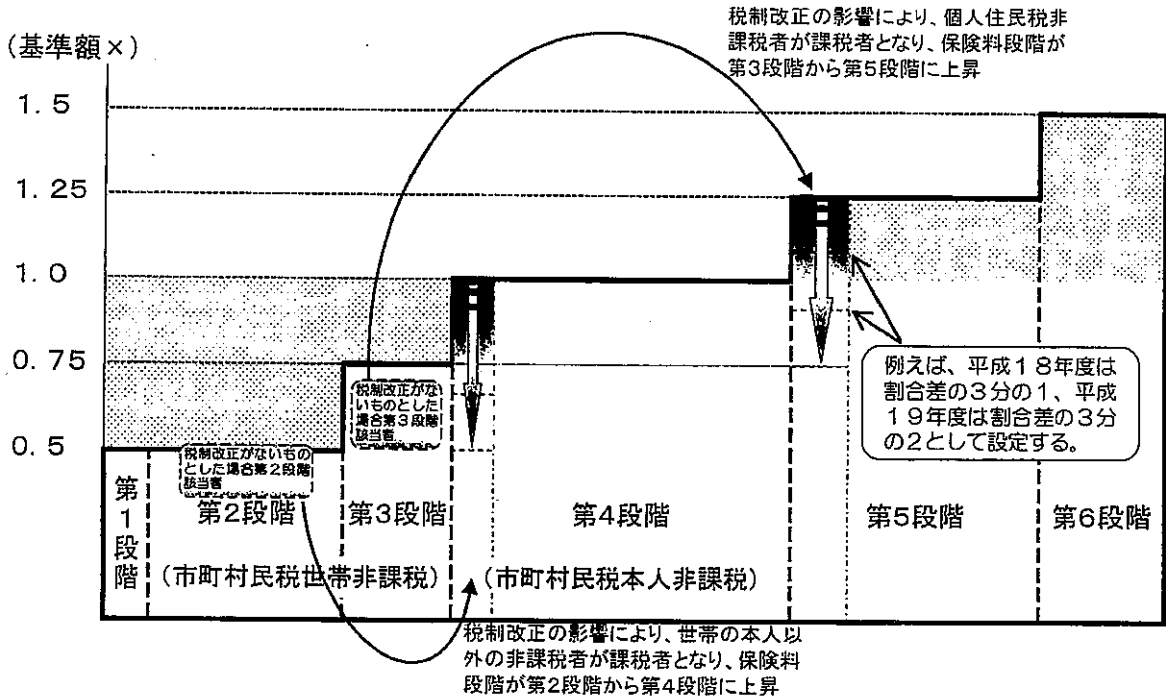 税制改正の影響により、個人住民税非
課税者が課税者となり、保険料段階が
第3段階から第5段階に上昇
（基準額×）
１．５
１．２５
１．０
０．７５
０．５
税制改正がないものとした場合第３段階該当者
税制改正がないもの
とした場合第２段階
該当者
例えば、平成１８年度は
割合差の３分の１、平成
１９年度は割合差の３分
の２として設定する。
第１段階
第２段階
第３段階
第４段階
第５段階
第６段階
（市町村民税世帯非課税）
（市町村民税本人非課税）
税制改正の影響により、世帯の本人以
外の非課税者が課税者となり、保険料
段階が第2段階から第4段階に上昇